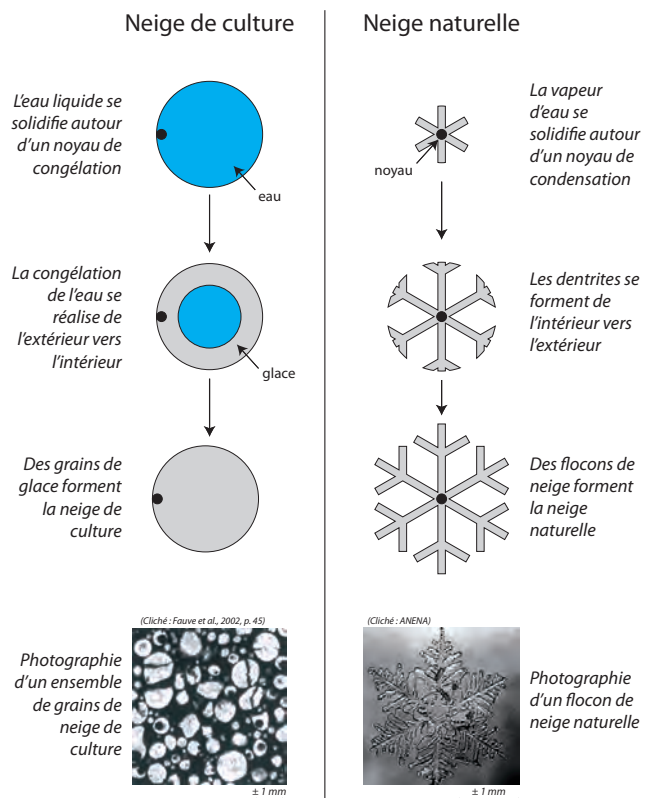 Neige de culture
Neige naturelle
L'eau liquide se
solidifie autour
d'un noyau de
congélation
eau
La vapeur
d'eau se
solidifie autour
d'un noyau de
condensation
noyau
La congélation
de l'eau se
réalise de
l'extérieur vers
l'intérieur
glace
Les dentrites se
forment de
l'intérieur vers
l'extérieur
Des grains de
glace forment
la neige de
culture
Des flocons de
neige forment
la neige
naturelle
(Cliché : Fauve et al., 2002, p. 45)
(Cliché : ANENA)
Photographie
d'un ensemble
de grains de
neige de
culture
± 1 mm
Photographie
d'un flocon de
neige naturelle
± 1 mm